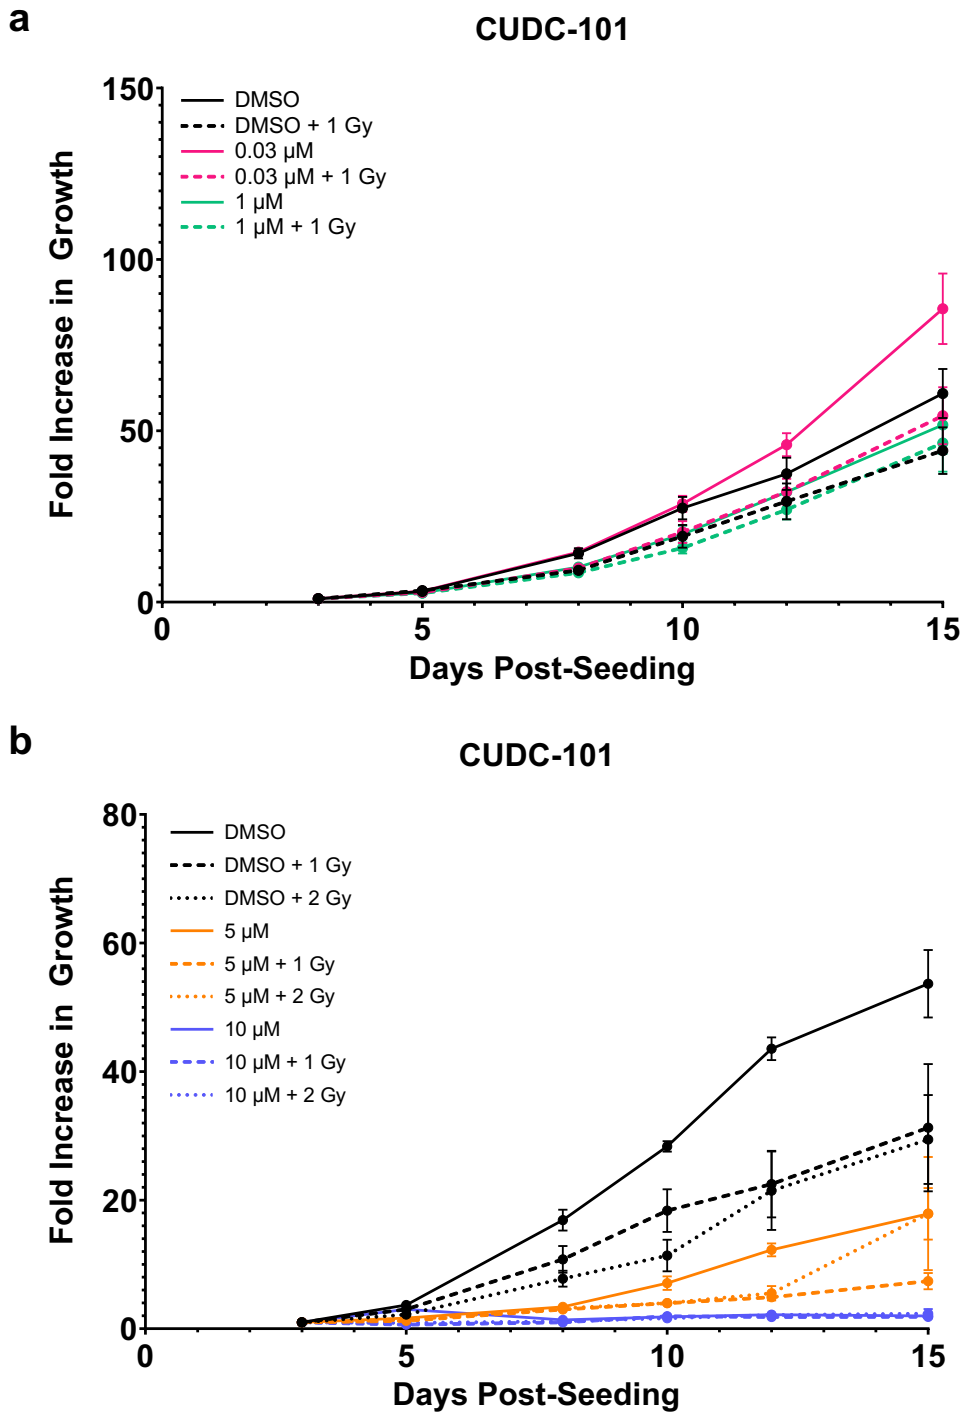 a
CUDC-101
150
100
50
0
Fold Increase in Growth
DMSO
DMSO + 1 Gy
0.03 µM
0.03 µM + 1 Gy
1 µM
1 µM + 1 Gy
0 5 10 15
Days Post-Seeding
b
CUDC-101
80
60
40
20
0
Fold Increase in Growth
DMSO
DMSO + 1 Gy
DMSO + 2 Gy
5 µM
5 µM + 1 Gy
5 µM + 2 Gy
10 µM
10 µM + 1 Gy
10 µM + 2 Gy
0 5 10 15
Days Post-Seeding